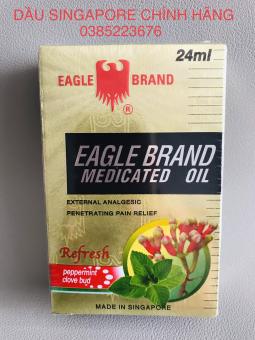 DẦU SINGAPORE CHÍNH HÃNG
0385223676
24ml
EAGLE BRAND
®
EAGLE BRAND
MEDICATED OIL
EXTERNAL ANALGESIC
PENETRATING PAIN RELIEF
Refresh
peppermint
clove bud
MADE IN SINGAPORE